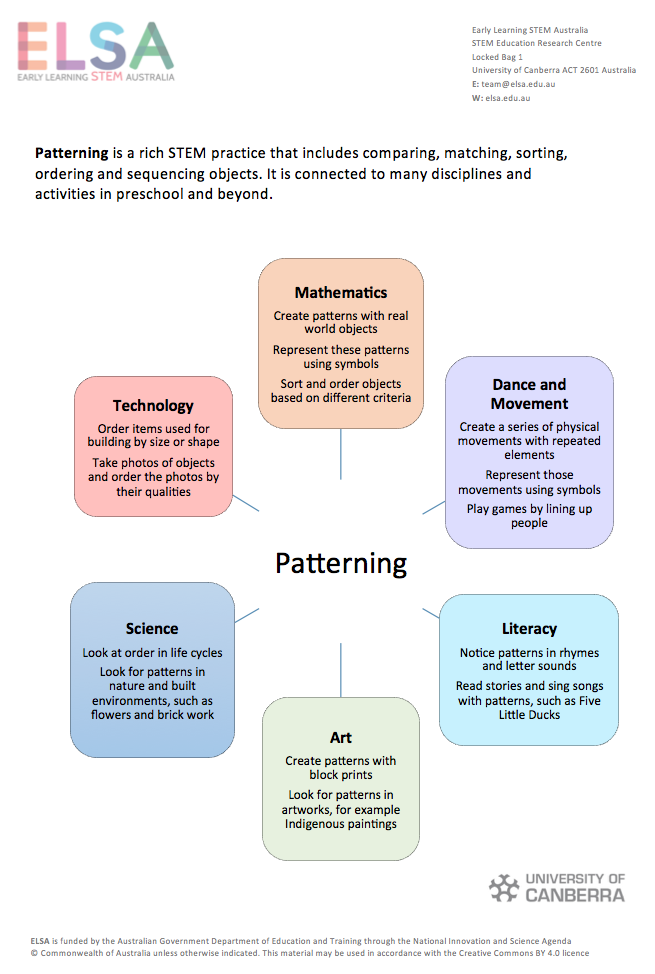 ELSA
EARLY LEARNING STEM AUSTRALIA
Early Learning STEM Australia
STEM Education Research Centre
Locked Bag 1
University of Canberra ACT 2601 Australia
E: team@elsa.edu.au
W: elsa.edu.au
Patterning is a rich STEM practice that includes comparing, matching, sorting,
ordering and sequencing objects. It is connected to many disciplines and
activities in preschool and beyond.
Mathematics
Create patterns with real
world objects
Represent these patterns
using symbols
Sort and order objects
based on different criteria
Dance and
Movement
Create a series of physical
movements with repeated
elements
Represent those
movements using symbols
Play games by lining up
people
Technology
Order items used for
building by size or shape
Take photos of objects
and order the photos by
their qualities
Patterning
Science
Look at order in life cycles
Look for patterns in
nature and built
environments, such as
flowers and brick work
Literacy
Notice patterns in rhymes
and letter sounds
Read stories and sing songs
with patterns, such as Five
Little Ducks
Art
Create patterns with
block prints
Look for patterns in
artworks, for example
Indigenous paintings
UNIVERSITY OF
CANBERRA
ELSA is funded by the Australian Government Department of Education and Training through the National Innovation and Science Agenda
© Commonwealth of Australia unless otherwise indicated. This material may be used in accordance with the Creative Commons BY 4.0 licence